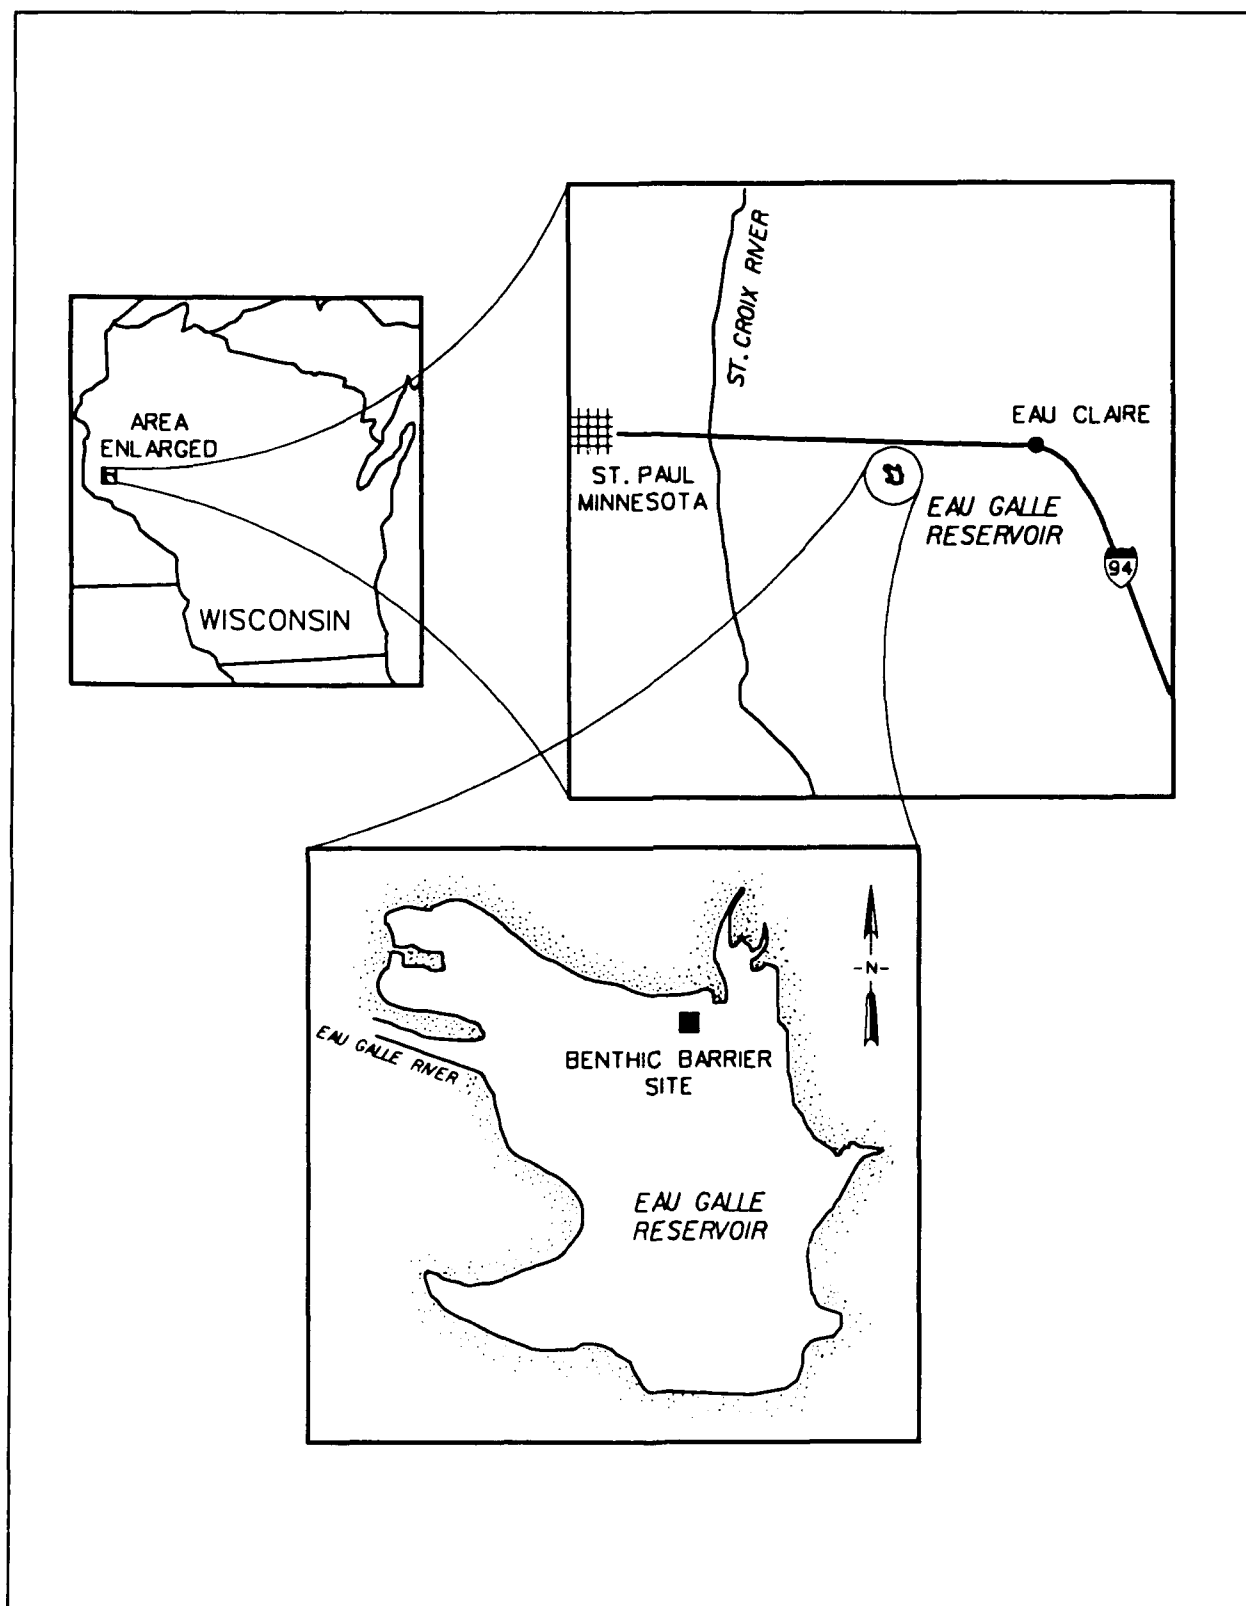 AREA
ENLARGED
WISCONSIN
ST. CROIX RIVER
EAU CLAIRE
ST. PAUL
MINNESOTA
EAU GALLE
RESERVOIR
94
-N-
EAU GALLE RIVER
BENTHIC BARRIER
SITE
EAU GALLE
RESERVOIR